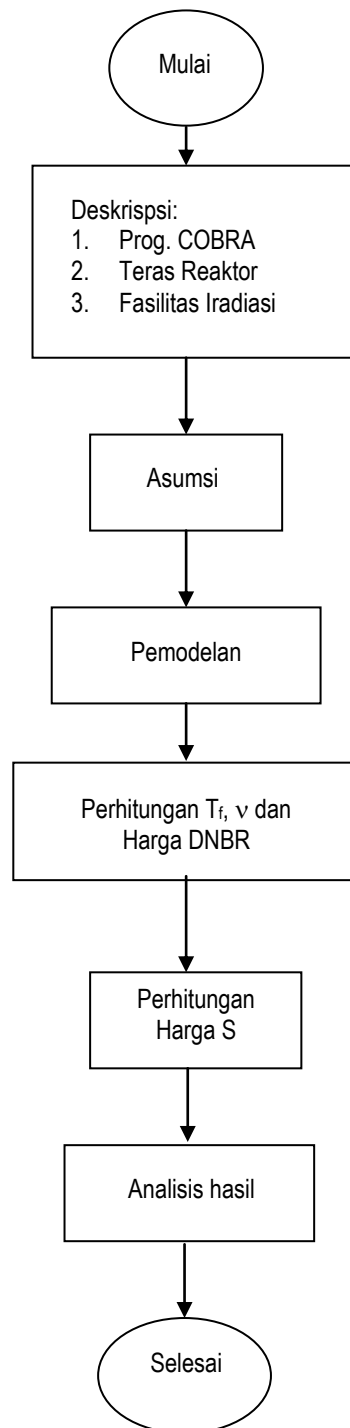 Mulai
Deskrispsi:
1. Prog. COBRA
2. Teras Reaktor
3. Fasilitas Iradiasi
Asumsi
Pemodelan
Perhitungan Tf, ν dan
Harga DNBR
Perhitungan
Harga S
Analisis hasil
Selesai